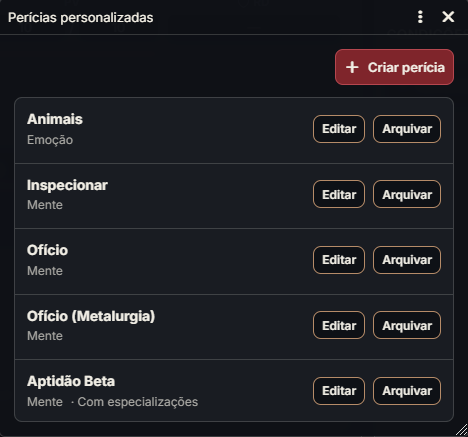 Perícias personalizadas
+ Criar perícia
Animais
Emoção
Editar
Arquivar
Inspecionar
Mente
Editar
Arquivar
Ofício
Mente
Editar
Arquivar
Ofício (Metalurgia)
Mente
Editar
Arquivar
Aptidão Beta
Mente · Com especializações
Editar
Arquivar